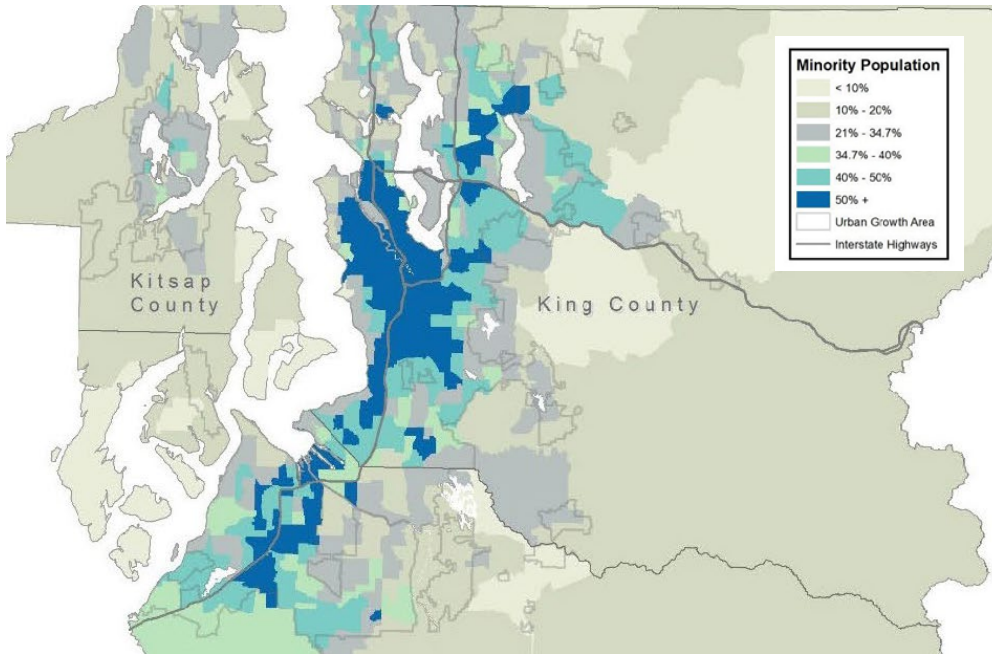 Minority Population
< 10%
10% - 20%
21% - 34.7%
34.7% - 40%
40% - 50%
50% +
Urban Growth Area
Interstate Highways
Kitsap
County
King County